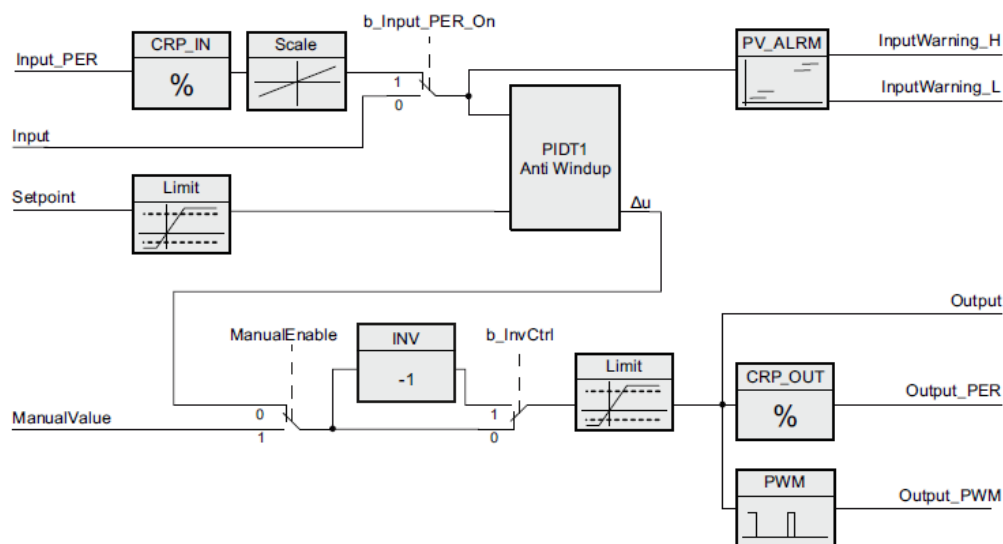 b_Input_PER_On
Input_PER
CRP_IN
%
Scale
1
0
PV_ALRM
InputWarning_H
InputWarning_L
Input
PIDT1
Anti Windup
Setpoint
Limit
Δu
ManualEnable
INV
-1
b_InvCtrl
Limit
Output
CRP_OUT
%
Output_PER
ManualValue
0
1
1
0
PWM
Output_PWM